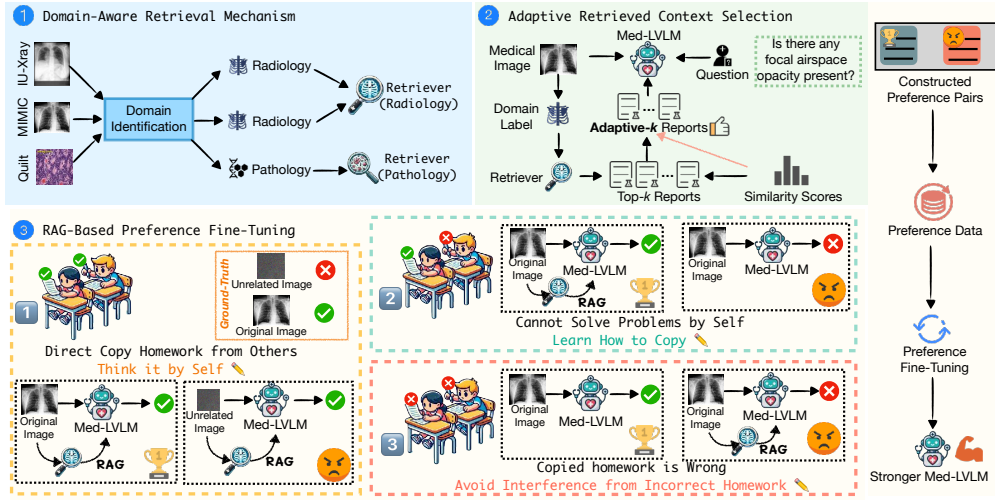 1 Domain-Aware Retrieval Mechanism
IU-Xray
MIMIC
Quilt
Domain
Identification
Radiology
Radiology
Pathology
Retriever
(Radiology)
Retriever
(Pathology)
2 Adaptive Retrieved Context Selection
Medical
Image
Med-LVLM
Question
Is there any
focal airspace
opacity present?
Domain
Label
Adaptive-k Reports
Retriever
Top-k Reports
Similarity Scores
Constructed
Preference Pairs
Preference Data
Preference
Fine-Tuning
Stronger Med-LVLM
3 RAG-Based Preference Fine-Tuning
1
Ground-Truth
Unrelated Image
Original Image
Direct Copy Homework from Others
Think it by Self
Original
Image
Med-LVLM
RAG
1
Unrelated
Image
Med-LVLM
RAG
2
Original
Image
Med-LVLM
RAG
1
Original
Image
Med-LVLM
Cannot Solve Problems by Self
Learn How to Copy
3
Original
Image
Med-LVLM
1
Original
Image
Med-LVLM
RAG
Copied homework is Wrong
Avoid Interference from Incorrect Homework